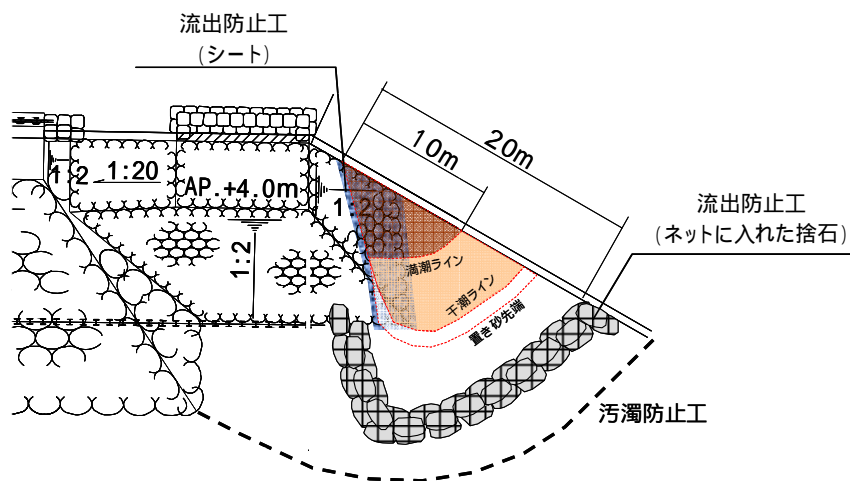 流出防止工
(シート)
10m
20m
流出防止工
(ネットに入れた捨石)
1:2
1:20
AP.+4.0m
1:2
1:2
満潮ライン
干潮ライン
置き砂先端
汚濁防止工